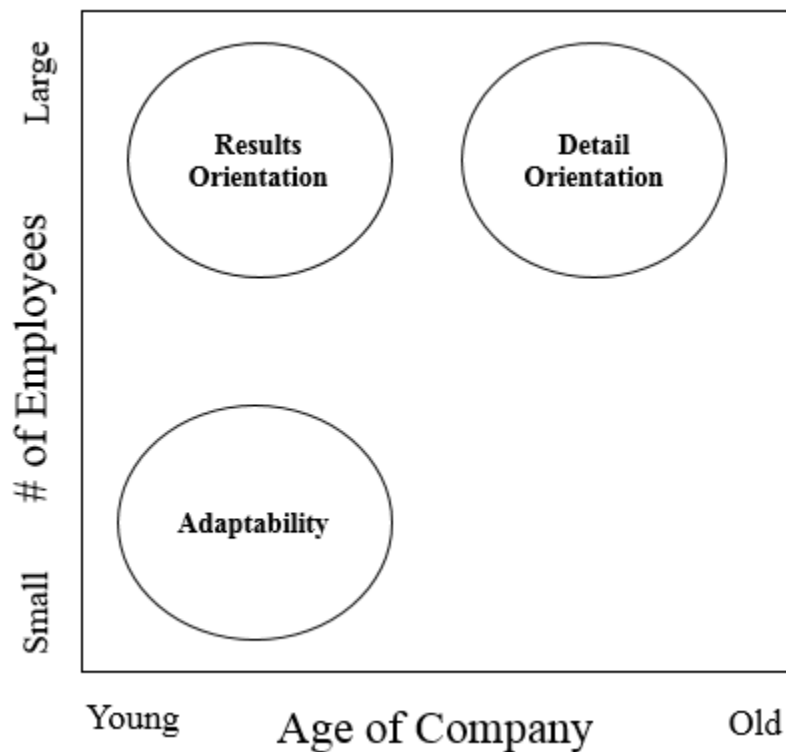 Large
# of Employees
Small
Results
Orientation
Detail
Orientation
Adaptability
Young
Age of Company
Old